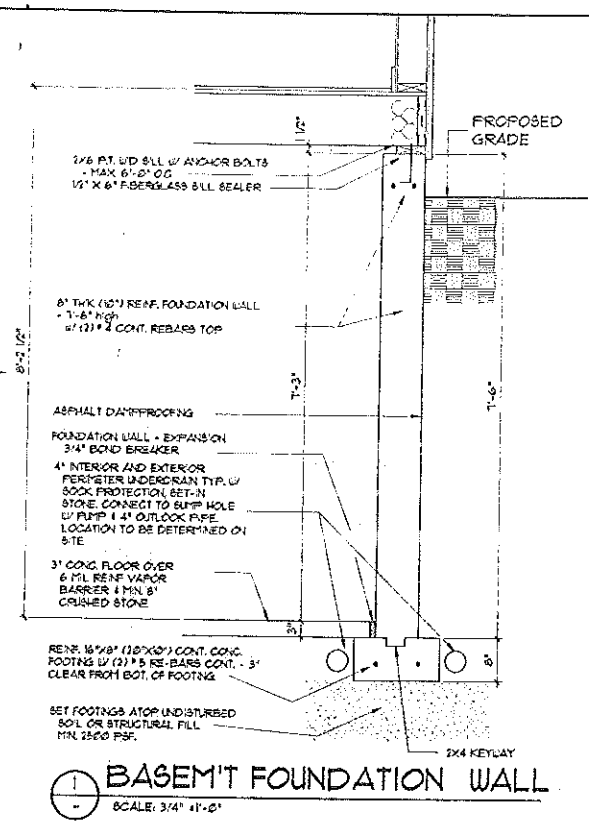 PROPOSED
GRADE
1 1/2"
2X6 P.T. WD SILL W/ ANCHOR BOLTS
- MAX 6'-0" O.C
1/2" X 6" FIBERGLASS SILL SEALER
8" THK (10") REINF. FOUNDATION WALL
- 7'-6" high
w/ (2) # 4 CONT. REBARS TOP
8'-2 1/2"
7'-3"
7'-6"
ASPHALT DAMPPROOFING
FOUNDATION WALL - EXPANSION
3/4" BOND BREAKER
4" INTERIOR AND EXTERIOR
PERIMETER UNDERDRAIN TYP. W/
SOCK PROTECTION, SET-IN
STONE. CONNECT TO SUMP HOLE
W/ PUMP & 4" OUTLOOK PIPE
LOCATION TO BE DETERMINED ON
SITE
3" CONC. FLOOR OVER
6 MIL REINF VAPOR
BARRIER & MIN. 8"
CRUSHED STONE
3"
REINF. 16"X8" (20"X10") CONT. CONC.
FOOTING W/ (2) # 5 RE-BARS CONT. - 3"
CLEAR FROM BOT. OF FOOTING
8"
SET FOOTINGS ATOP UNDISTURBED
SOIL OR STRUCTURAL FILL
MIN. 2500 PSF.
2X4 KEYWAY
1
-
BASEM'T FOUNDATION WALL
SCALE: 3/4" =1'-0"